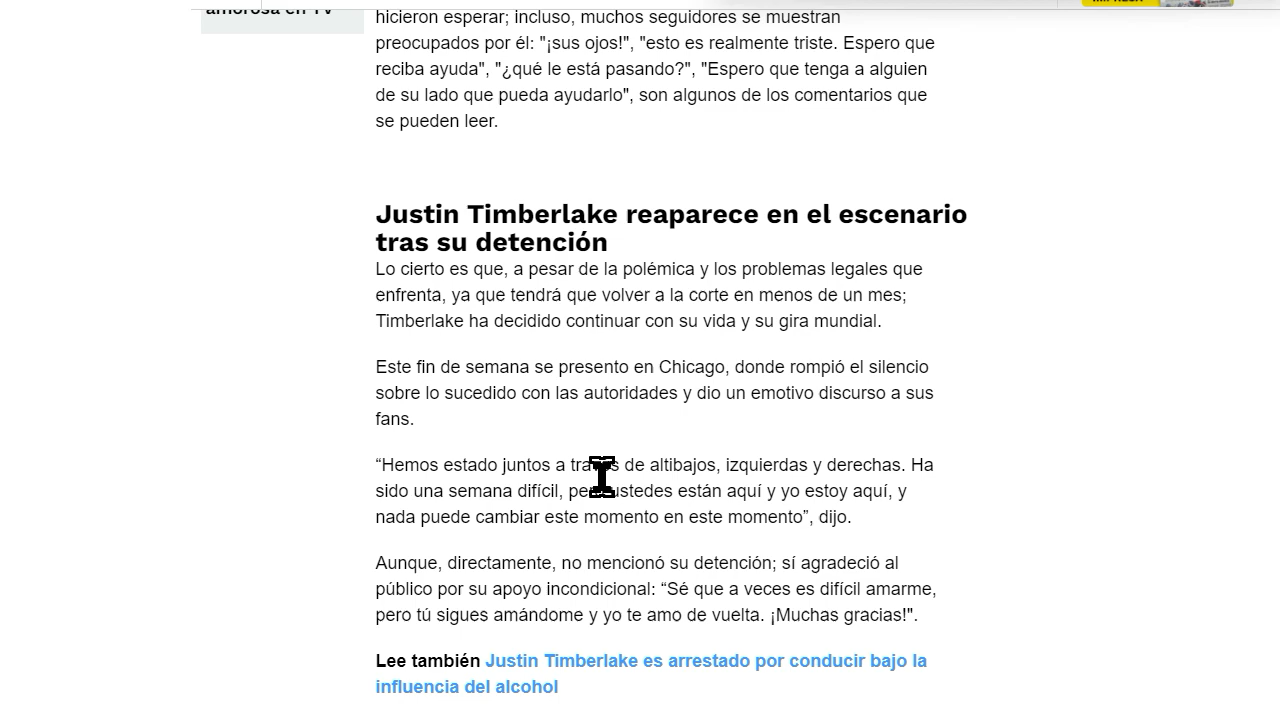 amorosa en TV
hicieron esperar; incluso, muchos seguidores se muestran
preocupados por él: "¡sus ojos!", "esto es realmente triste. Espero que
reciba ayuda", "¿qué le está pasando?", "Espero que tenga a alguien
de su lado que pueda ayudarlo", son algunos de los comentarios que
se pueden leer.
Justin Timberlake reaparece en el escenario
tras su detención
Lo cierto es que, a pesar de la polémica y los problemas legales que
enfrenta, ya que tendrá que volver a la corte en menos de un mes;
Timberlake ha decidido continuar con su vida y su gira mundial.
Este fin de semana se presento en Chicago, donde rompió el silencio
sobre lo sucedido con las autoridades y dio un emotivo discurso a sus
fans.
“Hemos estado juntos a través de altibajos, izquierdas y derechas. Ha
sido una semana difícil, pero ustedes están aquí y yo estoy aquí, y
nada puede cambiar este momento en este momento”, dijo.
Aunque, directamente, no mencionó su detención; sí agradeció al
público por su apoyo incondicional: “Sé que a veces es difícil amarme,
pero tú sigues amándome y yo te amo de vuelta. ¡Muchas gracias!".
Lee también Justin Timberlake es arrestado por conducir bajo la
influencia del alcohol